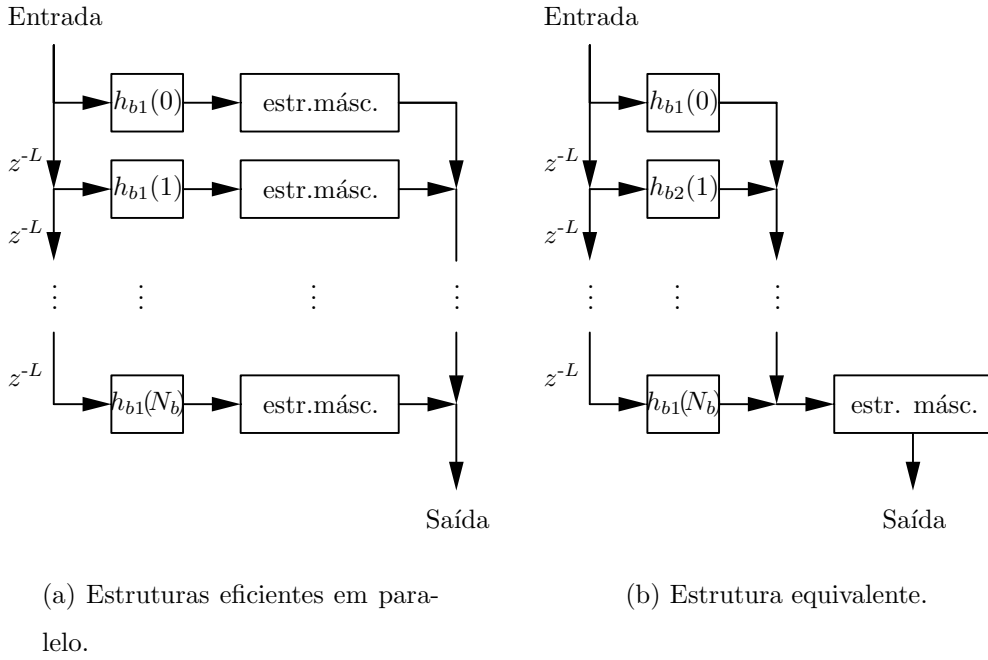 Entrada
h_{b1}(0) estr.másc.
z^{-L}
h_{b1}(1) estr.másc.
z^{-L}
⋮ ⋮ ⋮ ⋮
z^{-L}
h_{b1}(N_b) estr.másc.
Saída
(a) Estruturas eficientes em para-
lelo.
Entrada
h_{b1}(0)
z^{-L}
h_{b2}(1)
z^{-L}
⋮ ⋮ ⋮
z^{-L}
h_{b1}(N_b) estr. másc.
Saída
(b) Estrutura equivalente.